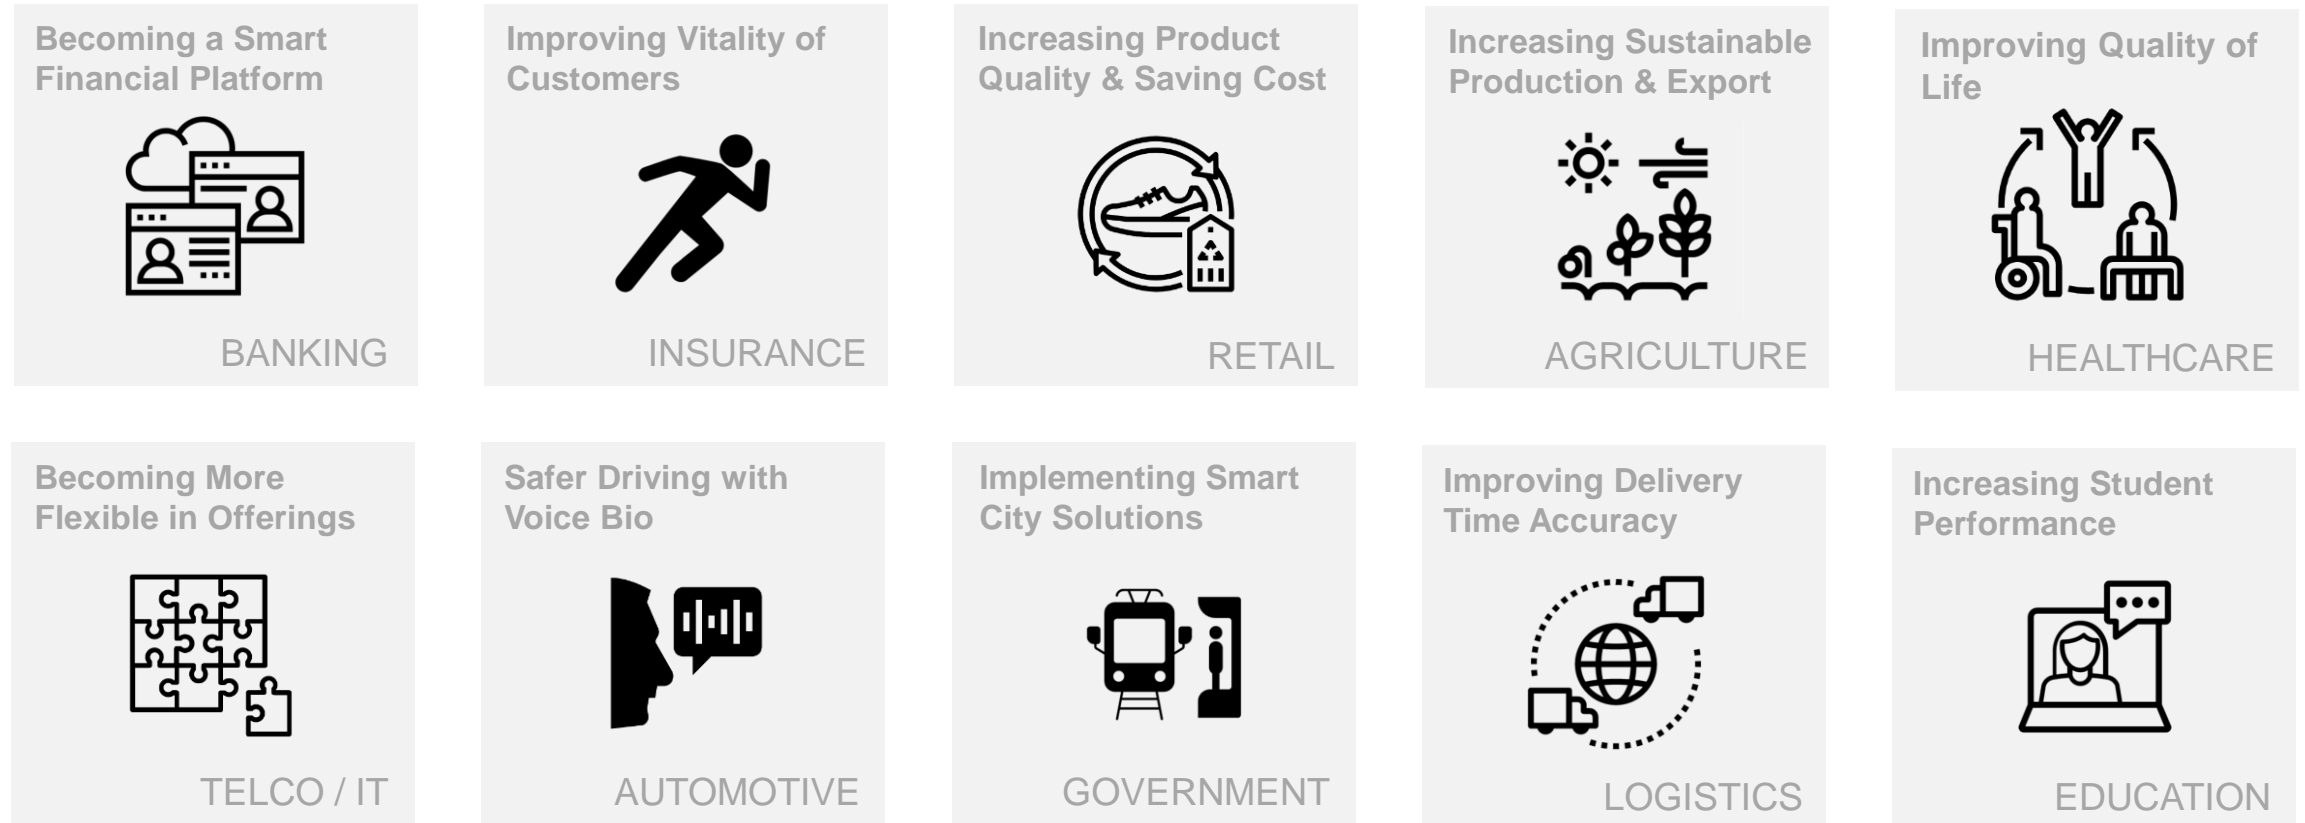 Becoming a Smart
Financial Platform
BANKING
Improving Vitality of
Customers
INSURANCE
Increasing Product
Quality & Saving Cost
RETAIL
Increasing Sustainable
Production & Export
AGRICULTURE
Improving Quality of
Life
HEALTHCARE
Becoming More
Flexible in Offerings
TELCO / IT
Safer Driving with
Voice Bio
AUTOMOTIVE
Implementing Smart
City Solutions
GOVERNMENT
Improving Delivery
Time Accuracy
LOGISTICS
Increasing Student
Performance
EDUCATION